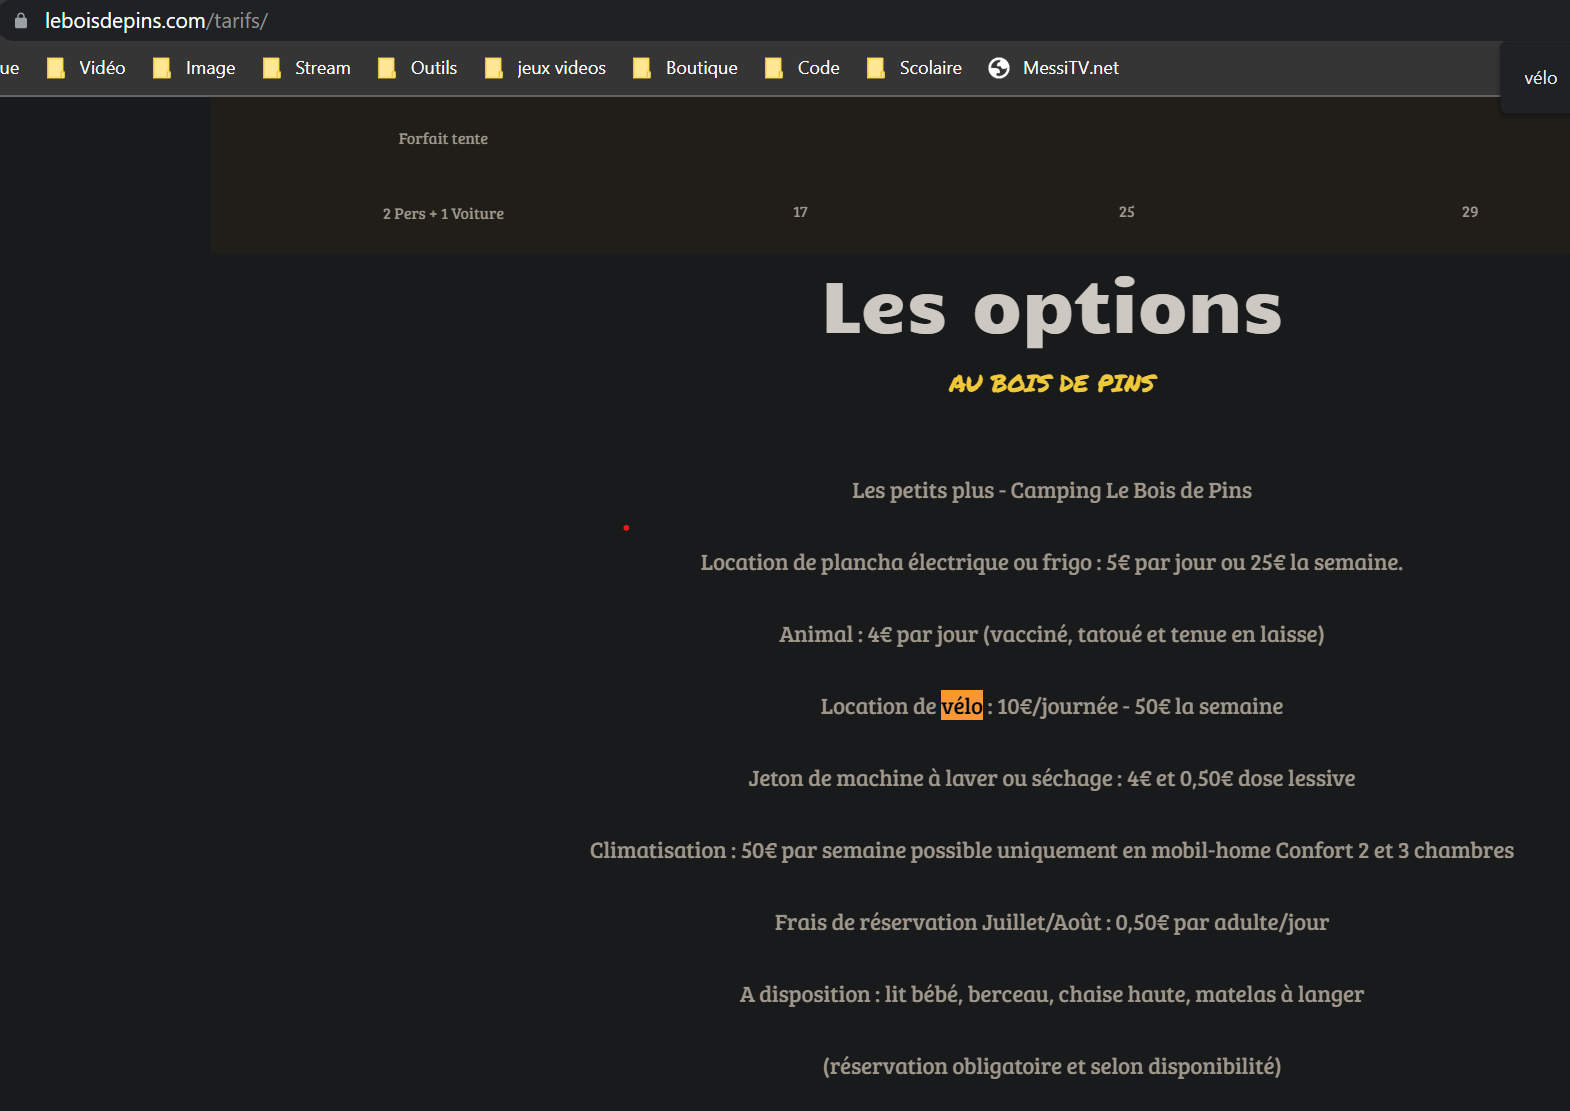 leboisdepins.com/tarifs/
ue Vidéo Image Stream Outils jeux videos Boutique Code Scolaire MessiTV.net
vélo
Forfait tente
2 Pers + 1 Voiture 17 25 29
Les options
AU BOIS DE PINS
Les petits plus - Camping Le Bois de Pins
Location de plancha électrique ou frigo : 5€ par jour ou 25€ la semaine.
Animal : 4€ par jour (vacciné, tatoué et tenue en laisse)
Location de vélo : 10€/journée - 50€ la semaine
Jeton de machine à laver ou séchage : 4€ et 0,50€ dose lessive
Climatisation : 50€ par semaine possible uniquement en mobil-home Confort 2 et 3 chambres
Frais de réservation Juillet/Août : 0,50€ par adulte/jour
A disposition : lit bébé, berceau, chaise haute, matelas à langer
(réservation obligatoire et selon disponibilité)